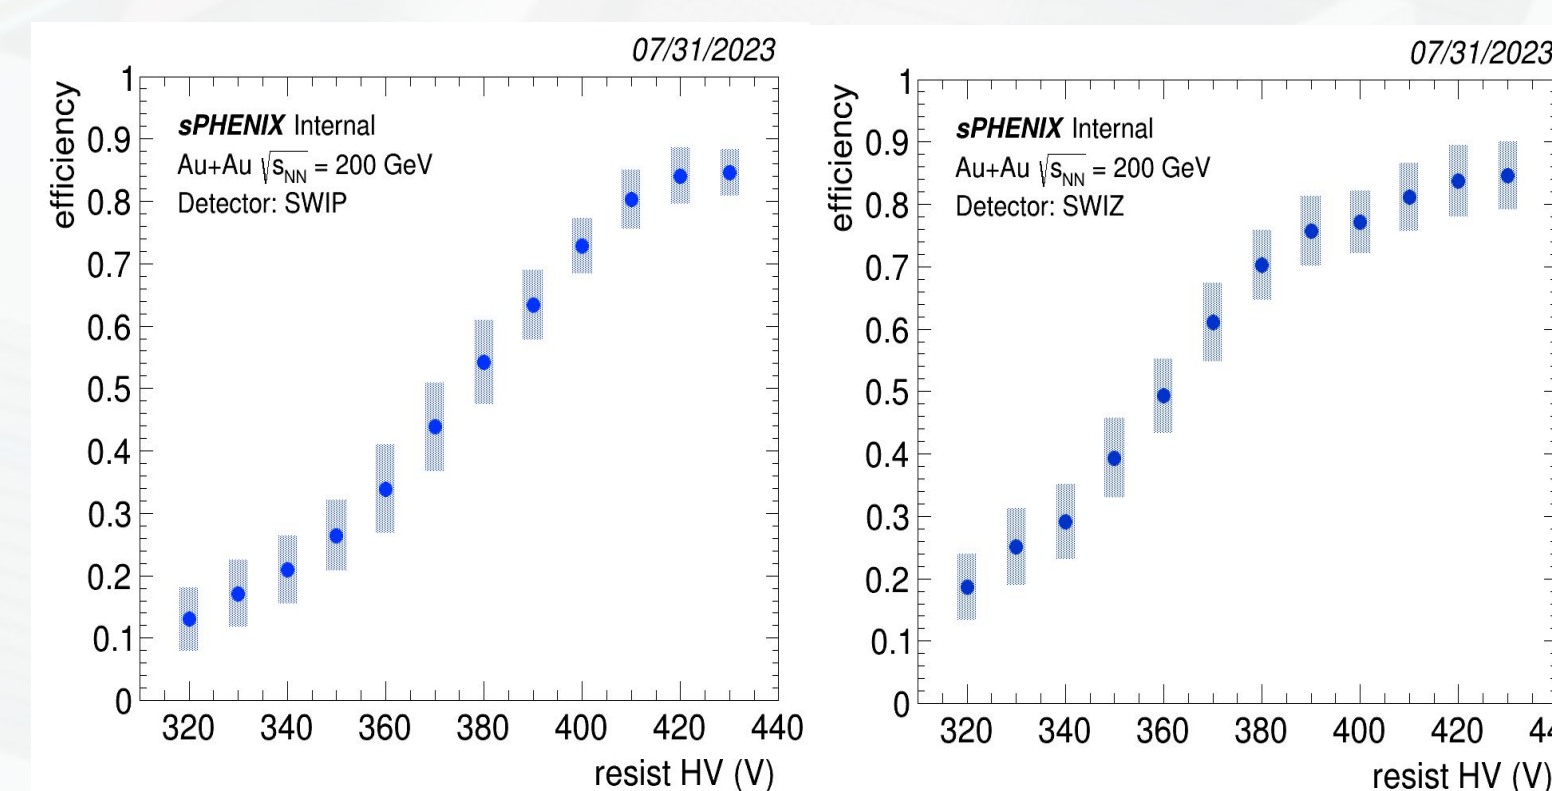 07/31/2023
efficiency
1
0.9
0.8
0.7
0.6
0.5
0.4
0.3
0.2
0.1
0
sPHENIX Internal
Au+Au √sNN = 200 GeV
Detector: SWIP
320 340 360 380 400 420 440
resist HV (V)
07/31/2023
efficiency
1
0.9
0.8
0.7
0.6
0.5
0.4
0.3
0.2
0.1
0
sPHENIX Internal
Au+Au √sNN = 200 GeV
Detector: SWIZ
320 340 360 380 400 420
resist HV (V)